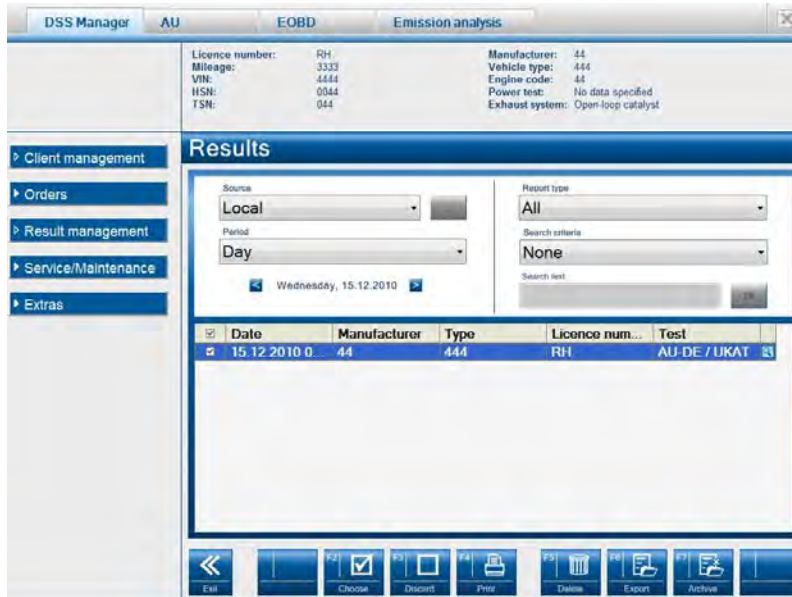 DSS Manager AU EOBD Emission analysis
Licence number: RH
Mileage: 3333
VIN: 4444
HSN: 0044
TSN: 044
Manufacturer: 44
Vehicle type: 444
Engine code: 44
Power test: No data specified
Exhaust system: Open-loop catalyst
Client management
Orders
Result management
Service/Maintenance
Extras
Results
Source
Local
Period
Day
Wednesday, 15.12.2010
Report type
All
Search criteria
None
Search text
Date Manufacturer Type Licence num... Test
15.12.2010 0... 44 444 RH AU-DE / UKAT
Exit
F2 Choose
F3 Discard
F4 Print
F5 Delete
F6 Export
F7 Archive